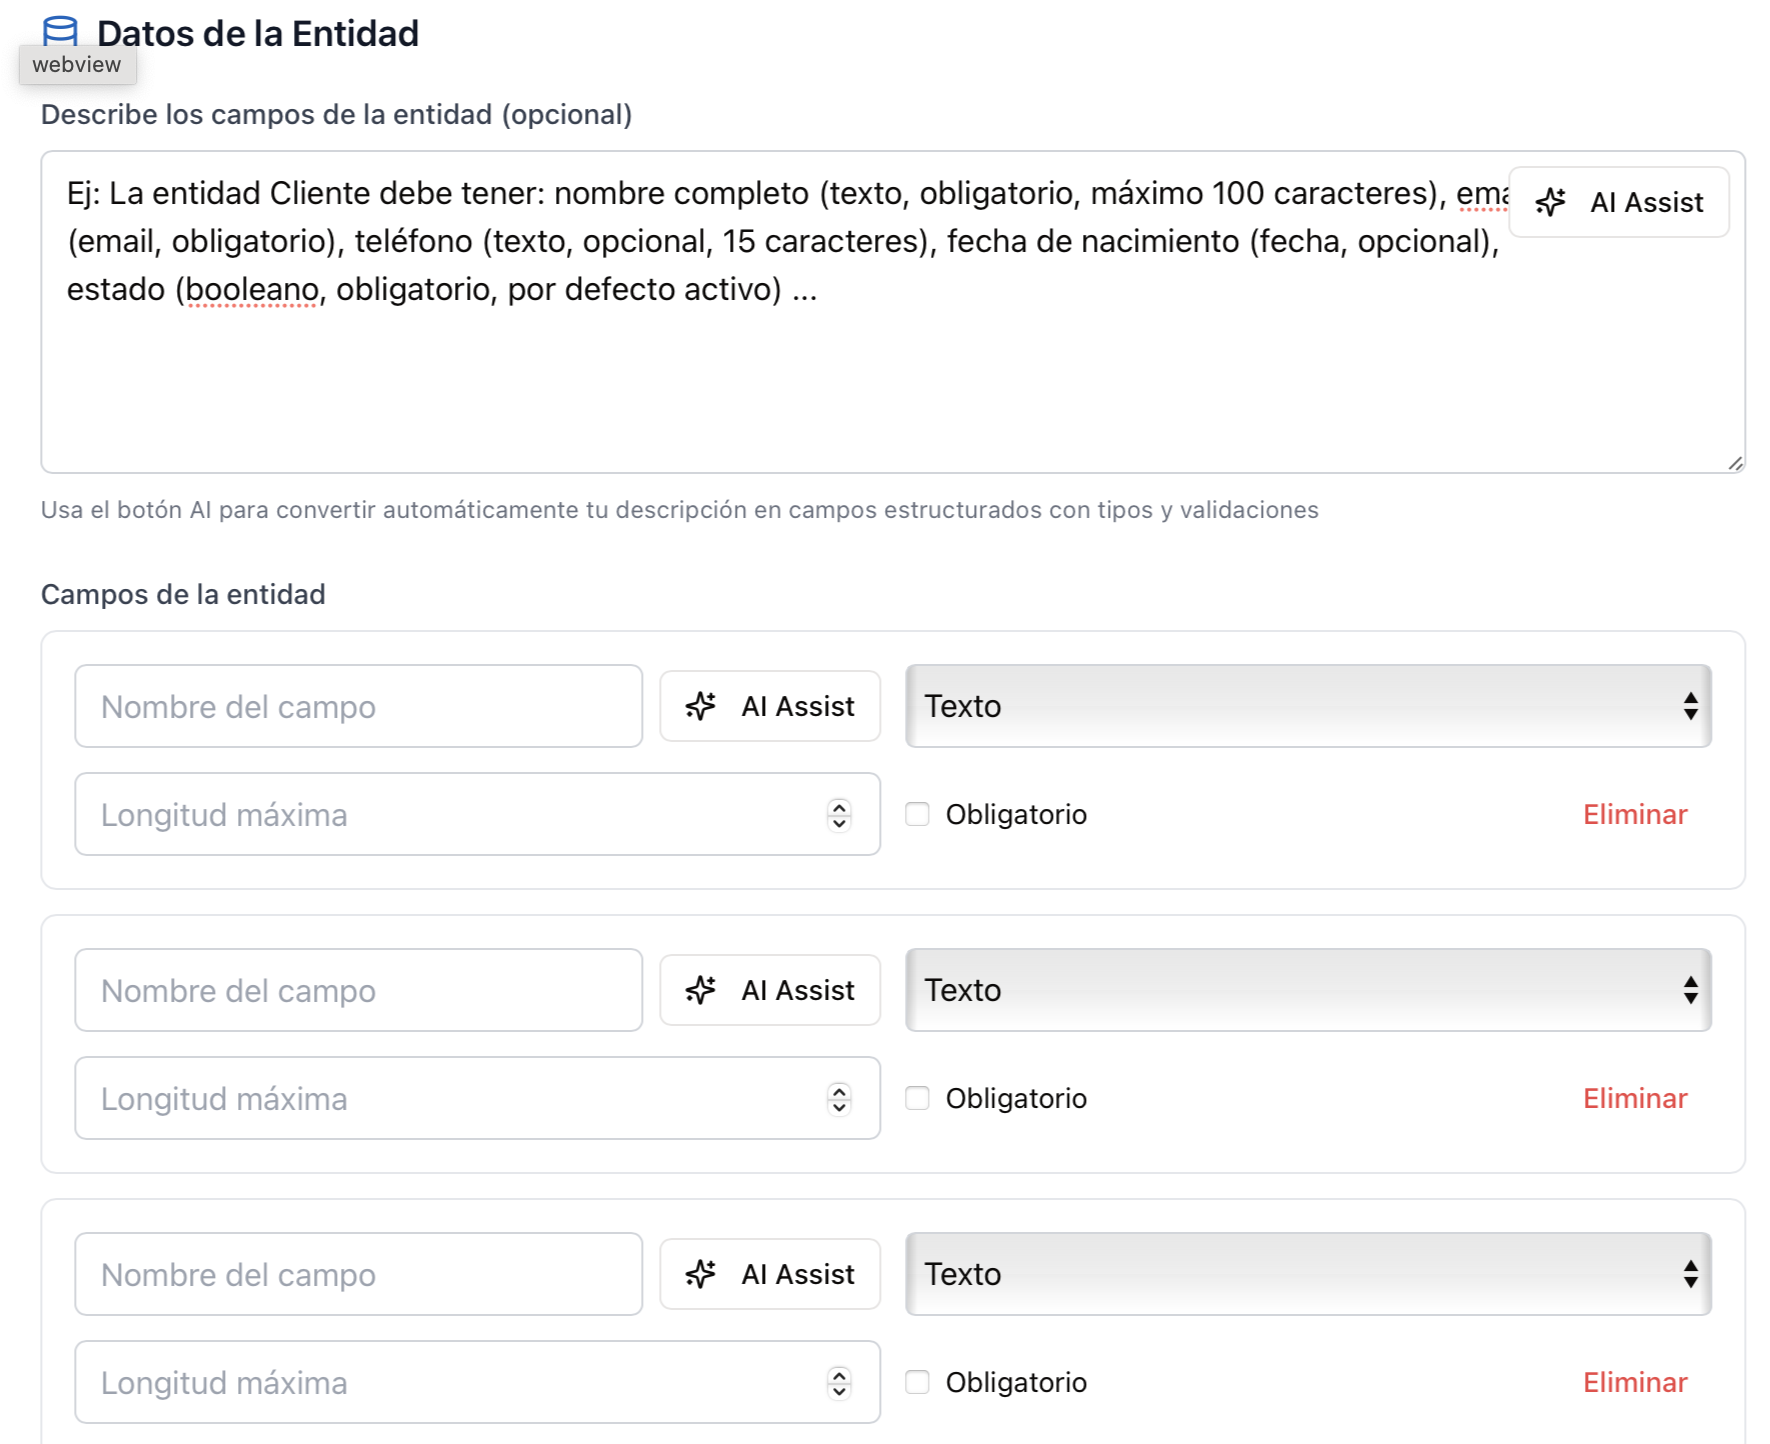 Datos de la Entidad
webview
Describe los campos de la entidad (opcional)
Ej: La entidad Cliente debe tener: nombre completo (texto, obligatorio, máximo 100 caracteres),
AI Assist
(email, obligatorio), teléfono (texto, opcional, 15 caracteres), fecha de nacimiento (fecha, opcional),
estado (booleano, obligatorio, por defecto activo) ...
Usa el botón AI para convertir automáticamente tu descripción en campos estructurados con tipos y validaciones
Campos de la entidad
Nombre del campo AI Assist Texto
Longitud máxima Obligatorio Eliminar
Nombre del campo AI Assist Texto
Longitud máxima Obligatorio Eliminar
Nombre del campo AI Assist Texto
Longitud máxima Obligatorio Eliminar